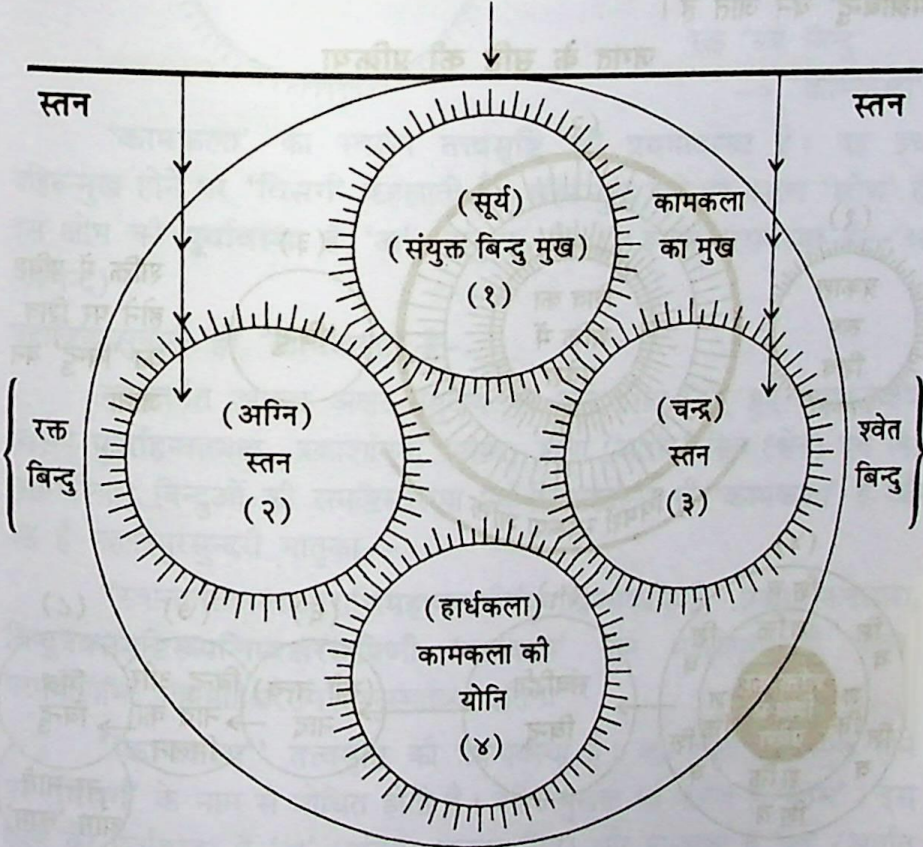 स्तन
स्तन
(सूर्य)
(संयुक्त बिन्दु मुख)
(१)
कामकला
का मुख
रक्त
बिन्दु
(अग्नि)
स्तन
(२)
(चन्द्र)
स्तन
(३)
श्वेत
बिन्दु
(हार्धकला)
कामकला की
योनि
(४)